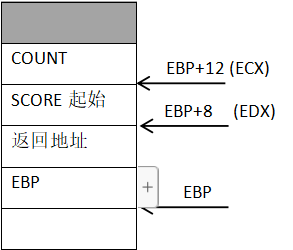 COUNT
EBP+12 (ECX)
SCORE 起始
EBP+8 (EDX)
返回地址
EBP
+
EBP